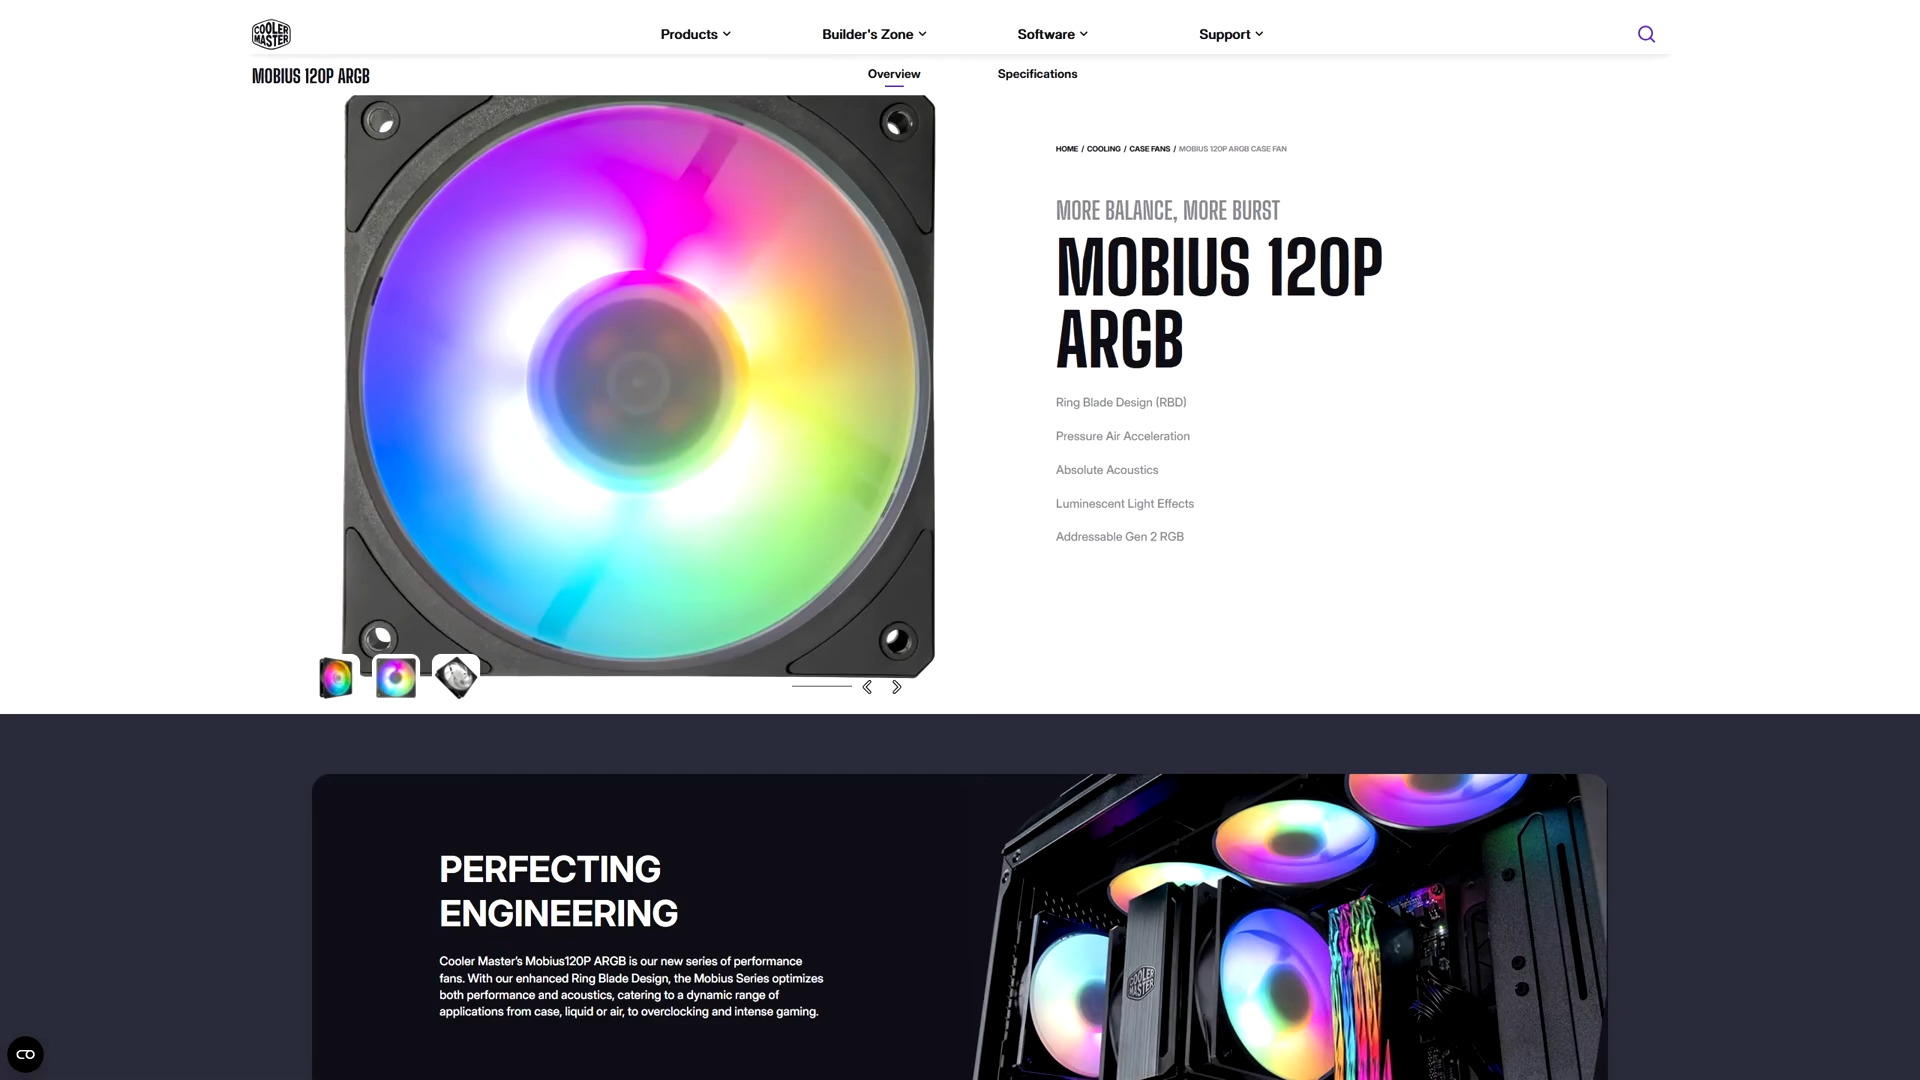 COOLER
MASTER
Products
Builder's Zone
Software
Support
MOBIUS 120P ARGB
Overview
Specifications
HOME / COOLING / CASE FANS / MOBIUS 120P ARGB CASE FAN
MORE BALANCE, MORE BURST
MOBIUS 120P
ARGB
Ring Blade Design (RBD)
Pressure Air Acceleration
Absolute Acoustics
Luminescent Light Effects
Addressable Gen 2 RGB
PERFECTING
ENGINEERING
Cooler Master's Mobius120P ARGB is our new series of performance
fans. With our enhanced Ring Blade Design, the Mobius Series optimizes
both performance and acoustics, catering to a dynamic range of
applications from case, liquid or air, to overclocking and intense gaming.
COOLER
MASTER